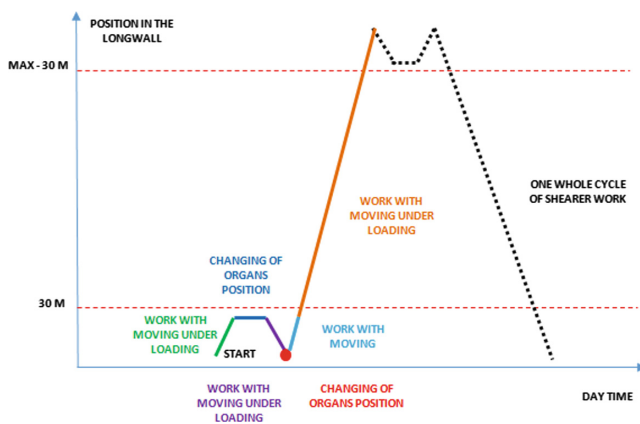 POSITION IN THE
LONGWALL
MAX - 30 M
ONE WHOLE CYCLE
OF SHEARER WORK
WORK WITH
MOVING UNDER
LOADING
CHANGING OF
ORGANS
POSITION
30 M
WORK WITH
MOVING UNDER
LOADING
START
WORK WITH
MOVING
WORK WITH
MOVING UNDER
LOADING
CHANGING OF
ORGANS POSITION
DAY TIME